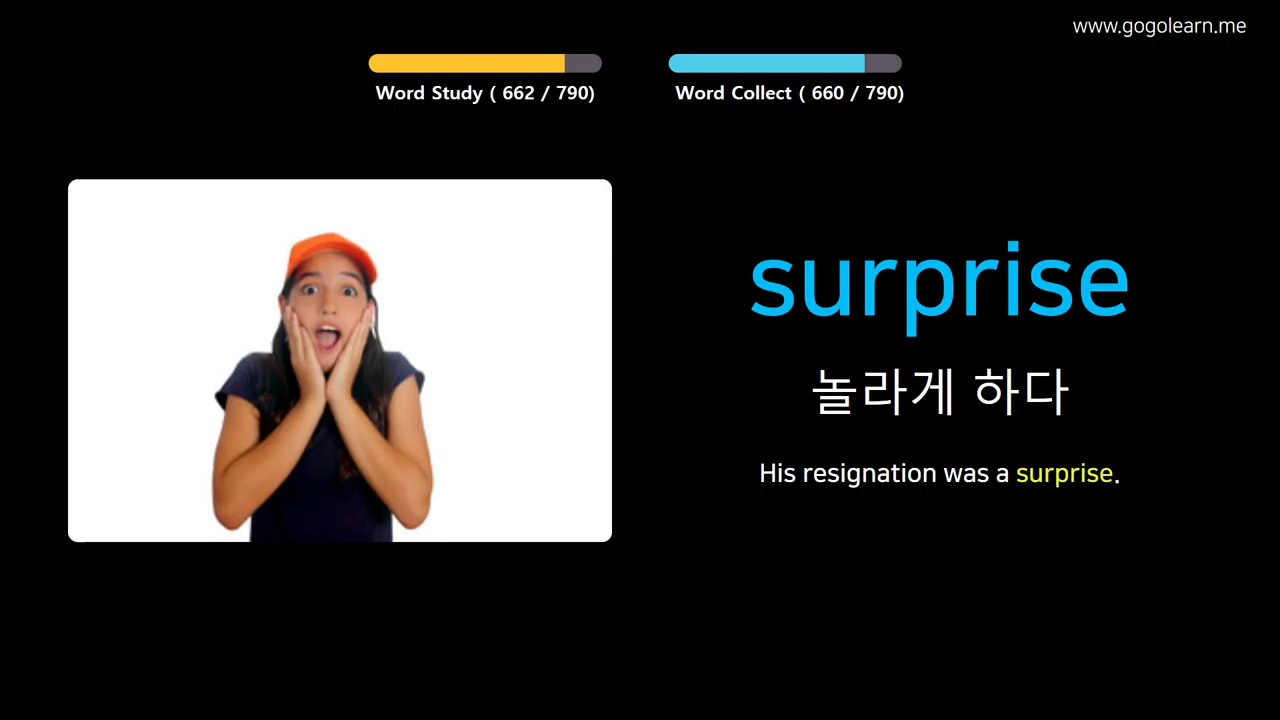 www.gogolearn.me
Word Study ( 662 / 790)
Word Collect ( 660 / 790)
surprise
놀라게 하다
His resignation was a surprise.